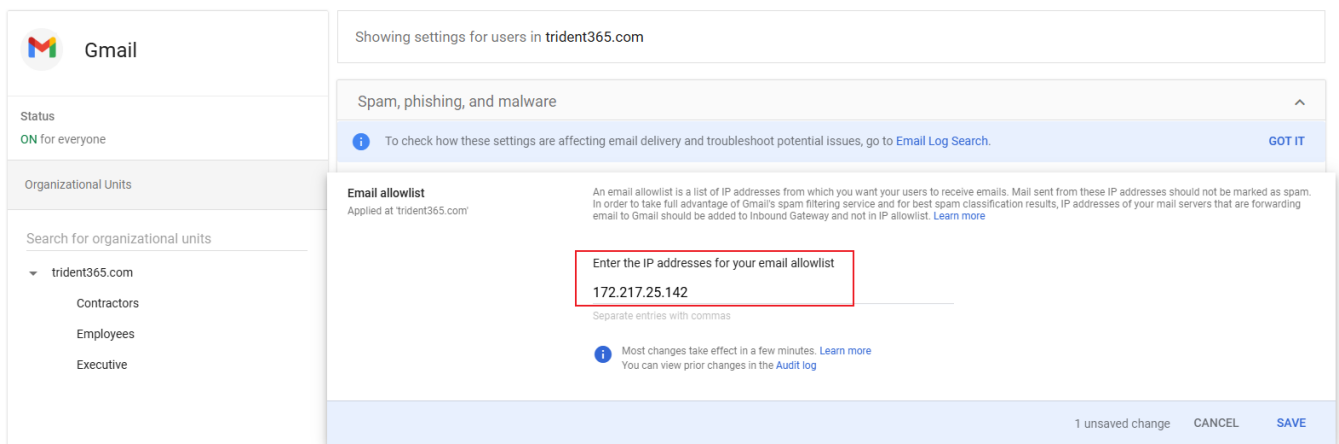 Gmail
Status
ON for everyone
Organizational Units
Search for organizational units
trident365.com
Contractors
Employees
Executive
Showing settings for users in trident365.com
Spam, phishing, and malware
To check how these settings are affecting email delivery and troubleshoot potential issues, go to Email Log Search.
GOT IT
Email allowlist
Applied at 'trident365.com'
An email allowlist is a list of IP addresses from which you want your users to receive emails. Mail sent from these IP addresses should not be marked as spam.
In order to take full advantage of Gmail's spam filtering service and for best spam classification results, IP addresses of your mail servers that are forwarding
email to Gmail should be added to Inbound Gateway and not in IP allowlist. Learn more
Enter the IP addresses for your email allowlist
172.217.25.142
Separate entries with commas
Most changes take effect in a few minutes. Learn more
You can view prior changes in the Audit log
1 unsaved change
CANCEL
SAVE